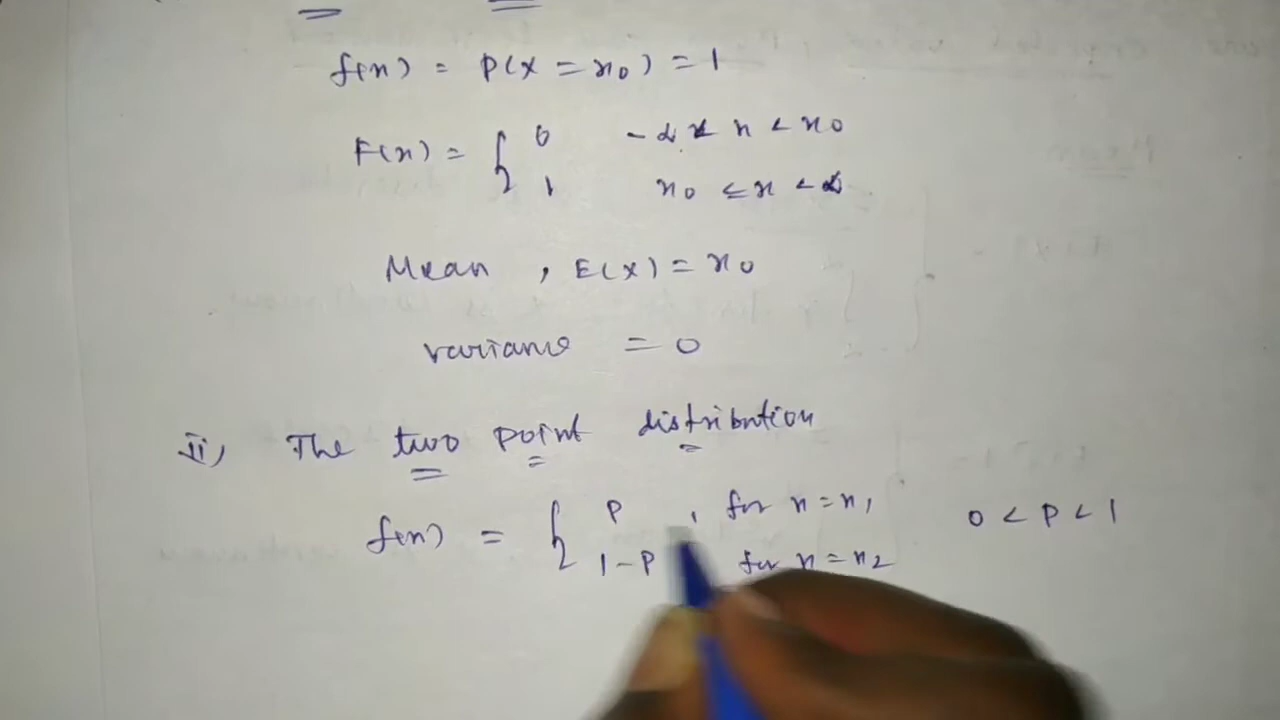 f(x) = P(X = x₀) = 1
F(x) = { 0 -∝ < x < x₀
1 x₀ ≤ x < ∝
Mean , E(X) = x₀
variance = 0
ii) The two point distribution
f(x) = { P , for x = x₁ 0 < P < 1
1-P for x = x₂